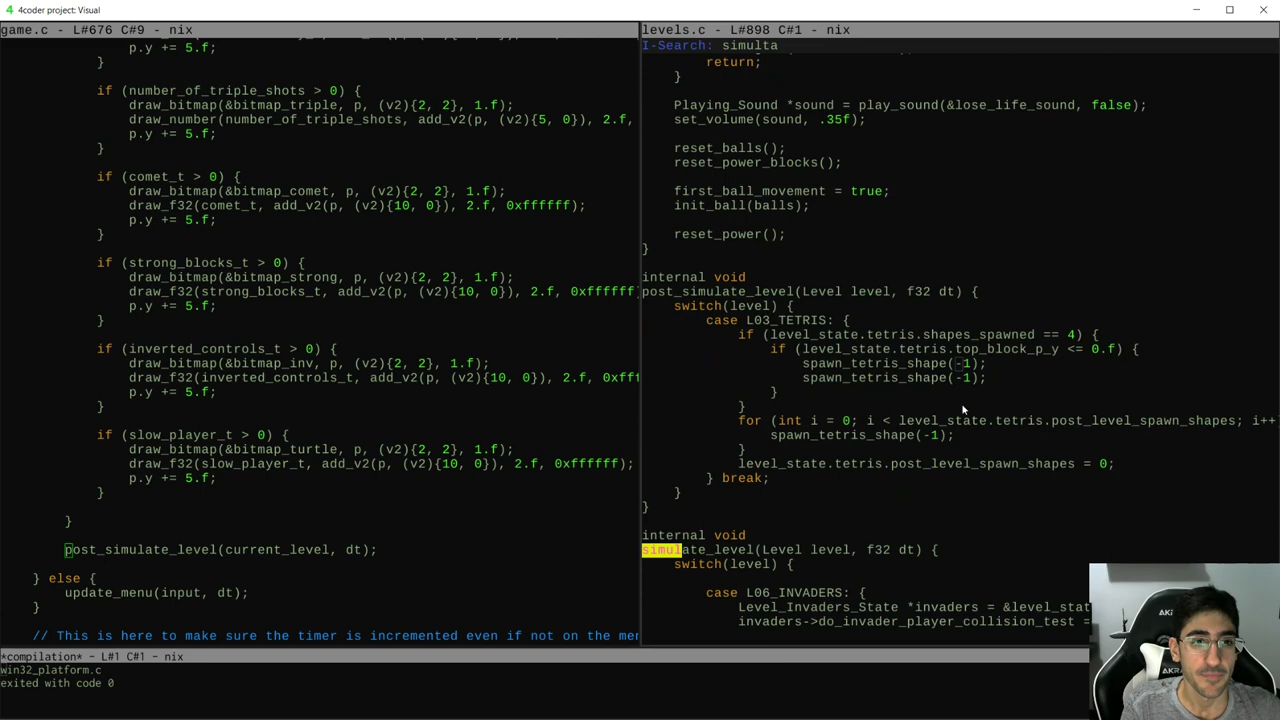 4 4coder project: Visual
game.c - L#676 C#9 - nix
p.y += 5.f;
}
if (number_of_triple_shots > 0) {
draw_bitmap(&bitmap_triple, p, (v2){2, 2}, 1.f);
draw_number(number_of_triple_shots, add_v2(p, (v2){5, 0}), 2.f,
p.y += 5.f;
}
if (comet_t > 0) {
draw_bitmap(&bitmap_comet, p, (v2){2, 2}, 1.f);
draw_f32(comet_t, add_v2(p, (v2){10, 0}), 2.f, 0xffffff);
p.y += 5.f;
}
if (strong_blocks_t > 0) {
draw_bitmap(&bitmap_strong, p, (v2){2, 2}, 1.f);
draw_f32(strong_blocks_t, add_v2(p, (v2){10, 0}), 2.f, 0xffffff)
p.y += 5.f;
}
if (inverted_controls_t > 0) {
draw_bitmap(&bitmap_inv, p, (v2){2, 2}, 1.f);
draw_f32(inverted_controls_t, add_v2(p, (v2){10, 0}), 2.f, 0xfff
p.y += 5.f;
}
if (slow_player_t > 0) {
draw_bitmap(&bitmap_turtle, p, (v2){2, 2}, 1.f);
draw_f32(slow_player_t, add_v2(p, (v2){10, 0}), 2.f, 0xffffff);
p.y += 5.f;
}
}
post_simulate_level(current_level, dt);
} else {
update_menu(input, dt);
}
// This is here to make sure the timer is incremented even if not on the men
levels.c - L#898 C#1 - nix
I-Search: simulta
return;
}
Playing_Sound *sound = play_sound(&lose_life_sound, false);
set_volume(sound, .35f);
reset_balls();
reset_power_blocks();
first_ball_movement = true;
init_ball(balls);
reset_power();
}
internal void
post_simulate_level(Level level, f32 dt) {
switch(level) {
case L03_TETRIS: {
if (level_state.tetris.shapes_spawned == 4) {
if (level_state.tetris.top_block_p_y <= 0.f) {
spawn_tetris_shape(-1);
spawn_tetris_shape(-1);
}
}
for (int i = 0; i < level_state.tetris.post_level_spawn_shapes; i++
spawn_tetris_shape(-1);
}
level_state.tetris.post_level_spawn_shapes = 0;
} break;
}
}
internal void
simulate_level(Level level, f32 dt) {
switch(level) {
case L06_INVADERS: {
Level_Invaders_State *invaders = &level_stat
invaders->do_invader_player_collision_test =
*compilation* - L#1 C#1 - nix
win32_platform.c
exited with code 0